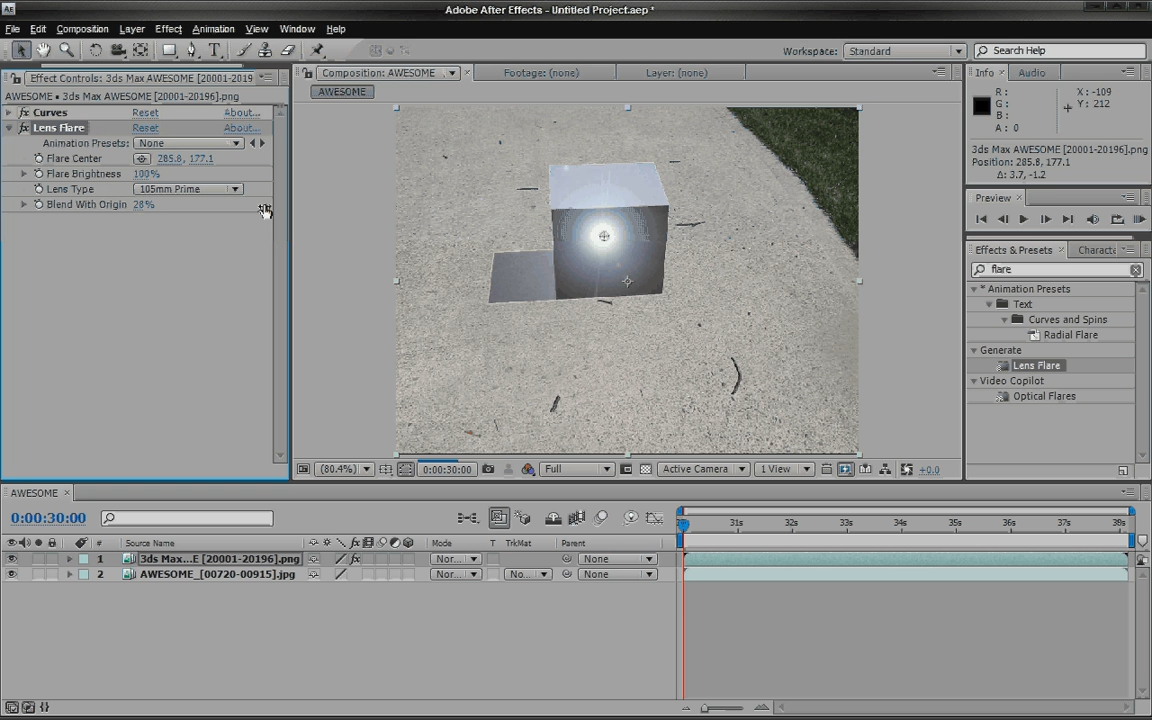 AE Adobe After Effects - Untitled Project.aep *
File Edit Composition Layer Effect Animation View Window Help
Workspace: Standard Search Help
Effect Controls: 3ds Max AWESOME [20001-2019
AWESOME • 3ds Max AWESOME [20001-20196].png
fx Curves Reset About...
fx Lens Flare Reset About...
Animation Presets: None
Flare Center 285.8, 177.1
Flare Brightness 100%
Lens Type 105mm Prime
Blend With Origin 28%
Composition: AWESOME Footage: (none) Layer: (none)
AWESOME
(80.4%) 0:00:30:00 Full Active Camera 1 View +0.0
Info Audio
R: X: -109
G: Y: 212
B:
A: 0
3ds Max AWESOME [20001-20196].png
Position: 285.8, 177.1
Δ: 3.7, -1.2
Preview
Effects & Presets Characte
flare
* Animation Presets
Text
Curves and Spins
Radial Flare
Generate
Lens Flare
Video Copilot
Optical Flares
AWESOME
0:00:30:00
31s 32s 33s 34s 35s 36s 37s 38s
# Source Name fx Mode T TrkMat Parent
1 3ds Max...E [20001-20196].png fx Nor... None
2 AWESOME_[00720-00915].jpg Nor... No... None